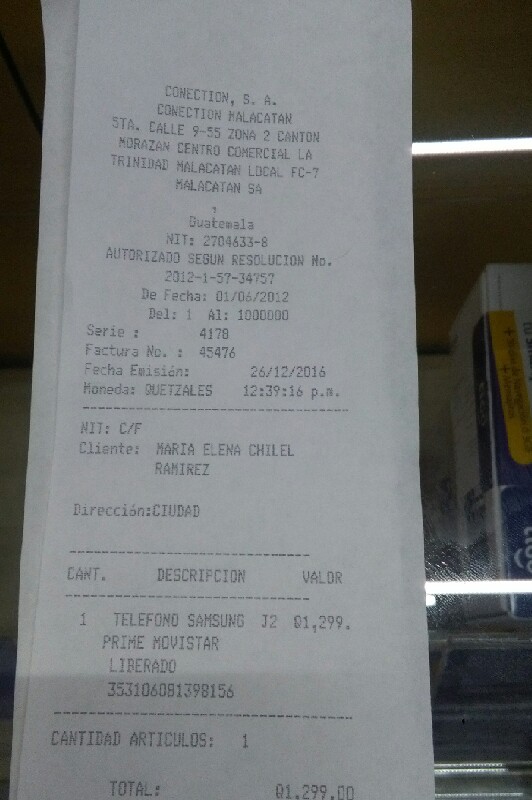 CONECTION, S. A.
CONECTION MALACATAN
5TA. CALLE 9-55 ZONA 2 CANTON
MORAZAN CENTRO COMERCIAL LA
TRINIDAD MALACATAN LOCAL FC-7
MALACATAN SA
,
Guatemala
NIT: 2704633-8
AUTORIZADO SEGUN RESOLUCION No.
2012-1-57-34757
De Fecha: 01/06/2012
Del: 1 Al: 1000000
Serie : 4178
Factura No. : 45476
Fecha Emisión: 26/12/2016
Moneda: QUETZALES 12:39:16 p.m.
NIT: C/F
Cliente: MARIA ELENA CHILEL
RAMIREZ
Dirección:CIUDAD
CANT. DESCRIPCION VALOR
1 TELEFONO SAMSUNG J2 Q1,299.
PRIME MOVISTAR
LIBERADO
353106081398156
CANTIDAD ARTICULOS: 1
TOTAL: Q1,299.00